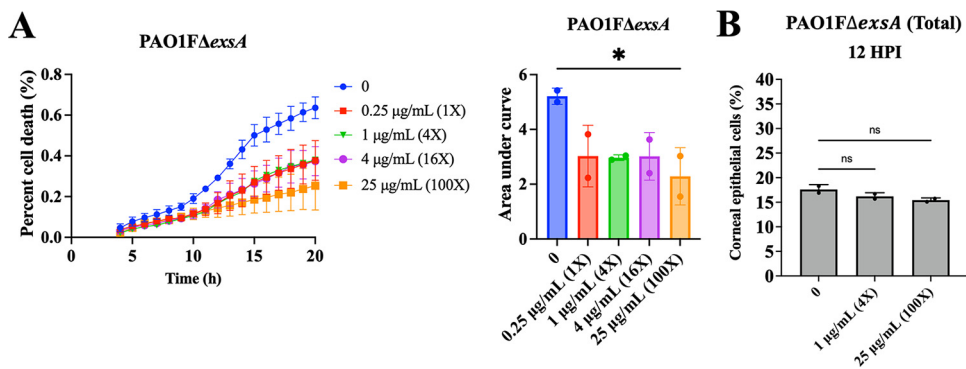 A
PAO1FΔexsA
Percent cell death (%)
0.8
0.6
0.4
0.2
0.0
0
5
10
15
20
Time (h)
0
0.25 µg/mL (1X)
1 µg/mL (4X)
4 µg/mL (16X)
25 µg/mL (100X)
PAO1FΔexsA
*
Area under curve
6
4
2
0
0
0.25 µg/mL (1X)
1 µg/mL (4X)
4 µg/mL (16X)
25 µg/mL (100X)
B
PAO1FΔexsA (Total)
12 HPI
Corneal epithelial cells (%)
40
35
30
25
20
15
10
5
0
ns
ns
0
1 µg/mL (4X)
25 µg/mL (100X)